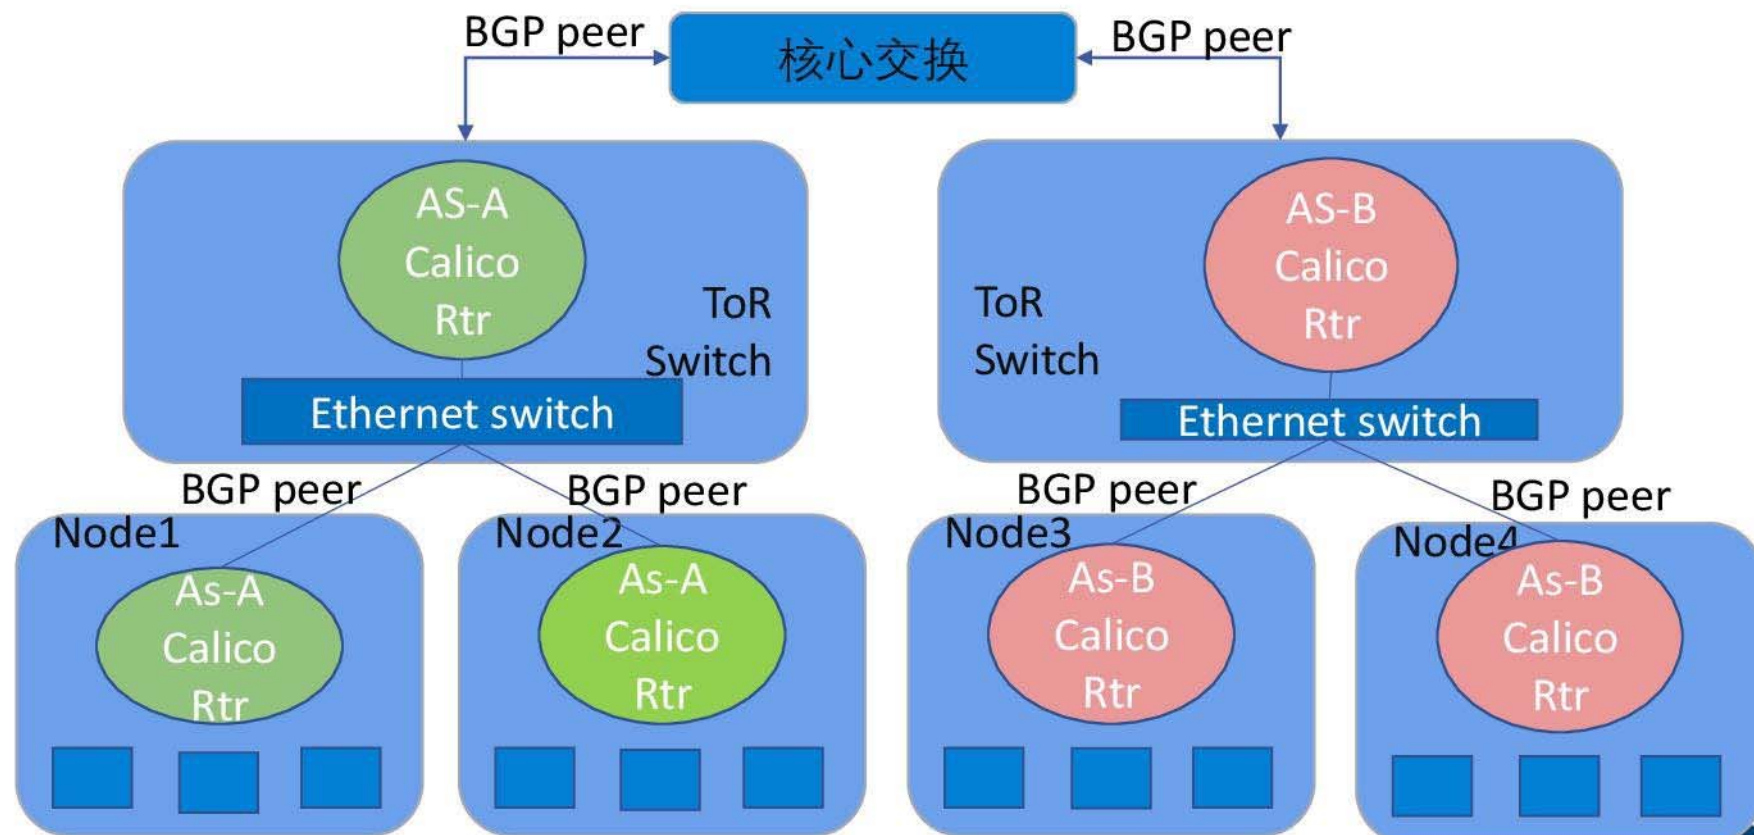 BGP peer
核心交换
BGP peer
AS-A
Calico
Rtr
ToR
Switch
Ethernet switch
AS-B
Calico
Rtr
ToR
Switch
Ethernet switch
BGP peer
BGP peer
BGP peer
BGP peer
Node1
As-A
Calico
Rtr
Node2
As-A
Calico
Rtr
Node3
As-B
Calico
Rtr
Node4
As-B
Calico
Rtr